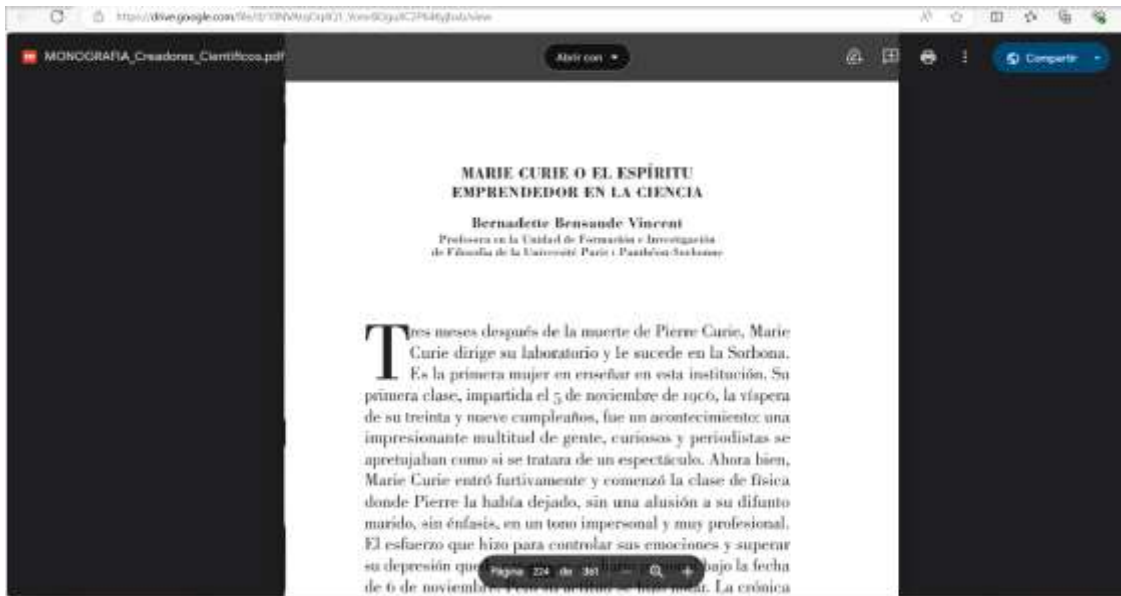 MONOGRAFIA_Creadores_Cientificos.pdf
Abrir con
Compartir
MARIE CURIE O EL ESPÍRITU
EMPRENDEDOR EN LA CIENCIA
Bernadette Bensaude Vincent
Profesora en la Unidad de Formación e Investigación
de Filosofía de la Université Paris 1 Panthéon-Sorbonne
Tres meses después de la muerte de Pierre Curie, Marie
Curie dirige su laboratorio y le sucede en la Sorbona.
Es la primera mujer en enseñar en esta institución. Su
primera clase, impartida el 5 de noviembre de 1906, la víspera
de su treinta y nueve cumpleaños, fue un acontecimiento: una
impresionante multitud de gente, curiosos y periodistas se
apretujaban como si se tratara de un espectáculo. Ahora bien,
Marie Curie entró furtivamente y comenzó la clase de física
donde Pierre la había dejado, sin una alusión a su difunto
marido, sin énfasis, en un tono impersonal y muy profesional.
El esfuerzo que hizo para controlar sus emociones y superar
su depresión que bajo la fecha
de 6 de noviembre. La crónica
Página 224 de 361